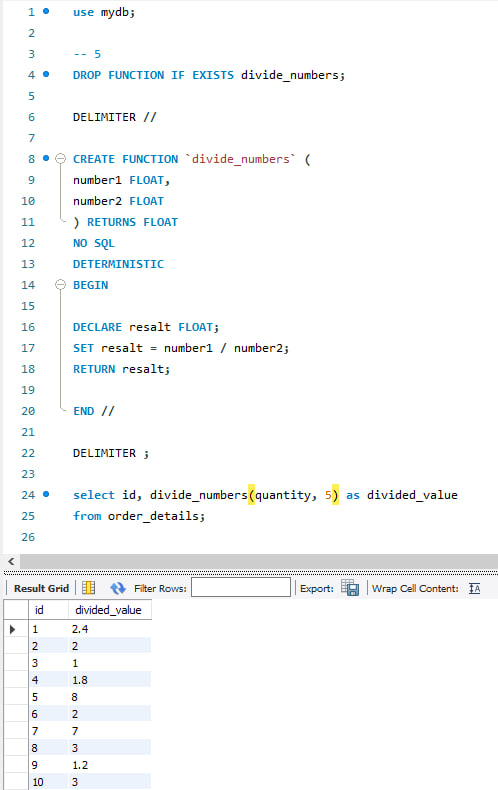 1 use mydb;
2
3 -- 5
4 DROP FUNCTION IF EXISTS divide_numbers;
5
6 DELIMITER //
7
8 CREATE FUNCTION `divide_numbers` (
9 number1 FLOAT,
10 number2 FLOAT
11 ) RETURNS FLOAT
12 NO SQL
13 DETERMINISTIC
14 BEGIN
15
16 DECLARE resalt FLOAT;
17 SET resalt = number1 / number2;
18 RETURN resalt;
19
20 END //
21
22 DELIMITER ;
23
24 select id, divide_numbers(quantity, 5) as divided_value
25 from order_details;
26
Result Grid Filter Rows: Export: Wrap Cell Content:
id divided_value
1 2.4
2 2
3 1
4 1.8
5 8
6 2
7 7
8 3
9 1.2
10 3